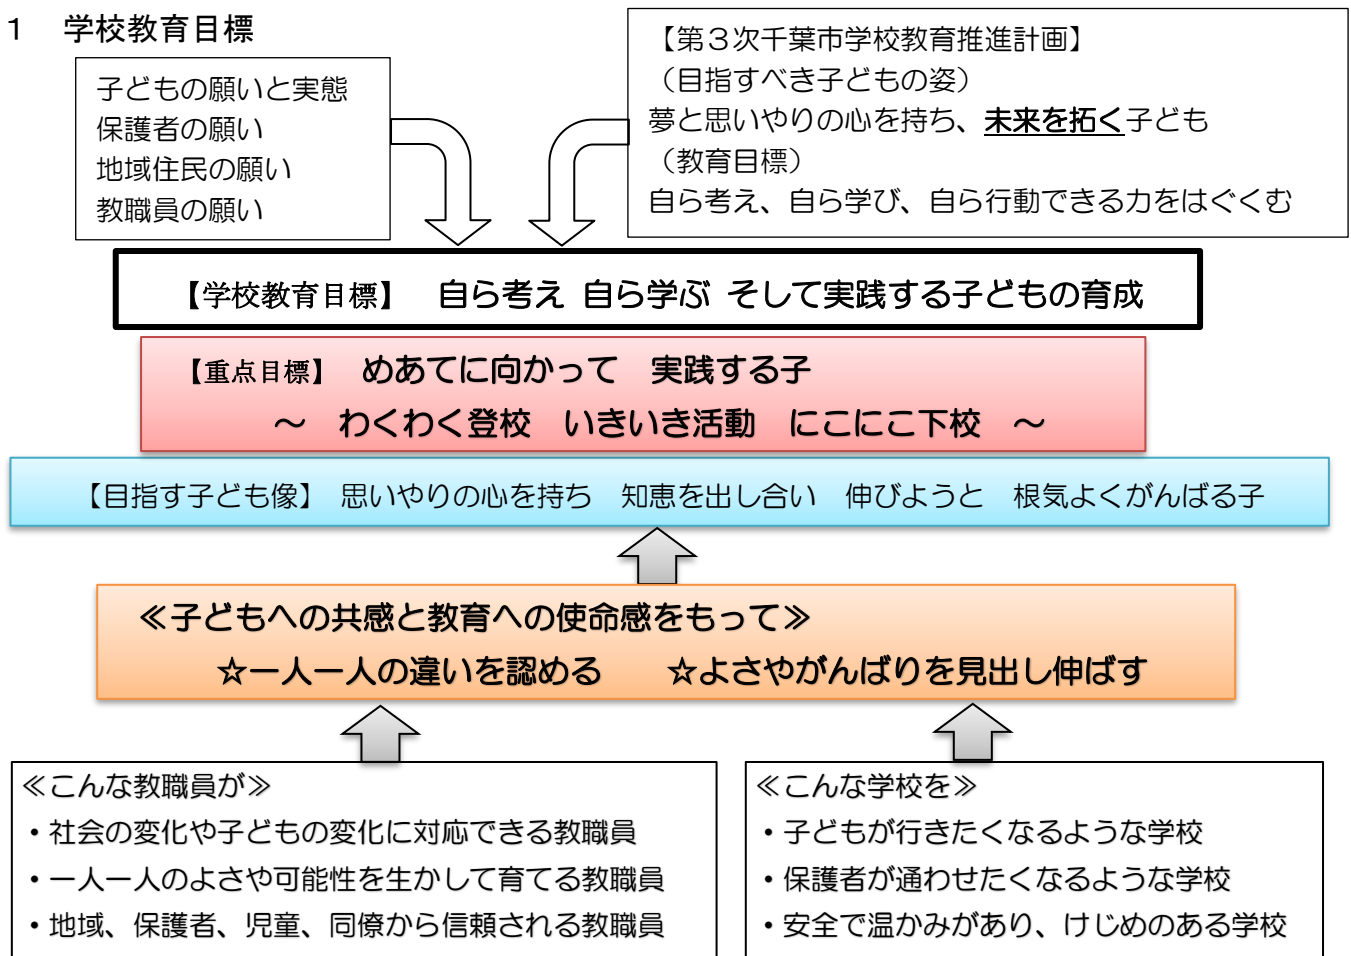 １　学校教育目標
子どもの願いと実態
保護者の願い
地域住民の願い
教職員の願い
【第３次千葉市学校教育推進計画】
（目指すべき子どもの姿）
夢と思いやりの心を持ち、未来を拓く子ども
（教育目標）
自ら考え、自ら学び、自ら行動できる力をはぐくむ
【学校教育目標】　自ら考え 自ら学ぶ そして実践する子どもの育成
【重点目標】　めあてに向かって　実践する子
～　わくわく登校　いきいき活動　にこにこ下校　～
【目指す子ども像】　思いやりの心を持ち　知恵を出し合い　伸びようと　根気よくがんばる子
≪子どもへの共感と教育への使命感をもって≫
☆一人一人の違いを認める　　☆よさやがんばりを見出し伸ばす
≪こんな教職員が≫
・社会の変化や子どもの変化に対応できる教職員
・一人一人のよさや可能性を生かして育てる教職員
・地域、保護者、児童、同僚から信頼される教職員
≪こんな学校を≫
・子どもが行きたくなるような学校
・保護者が通わせたくなるような学校
・安全で温かみがあり、けじめのある学校